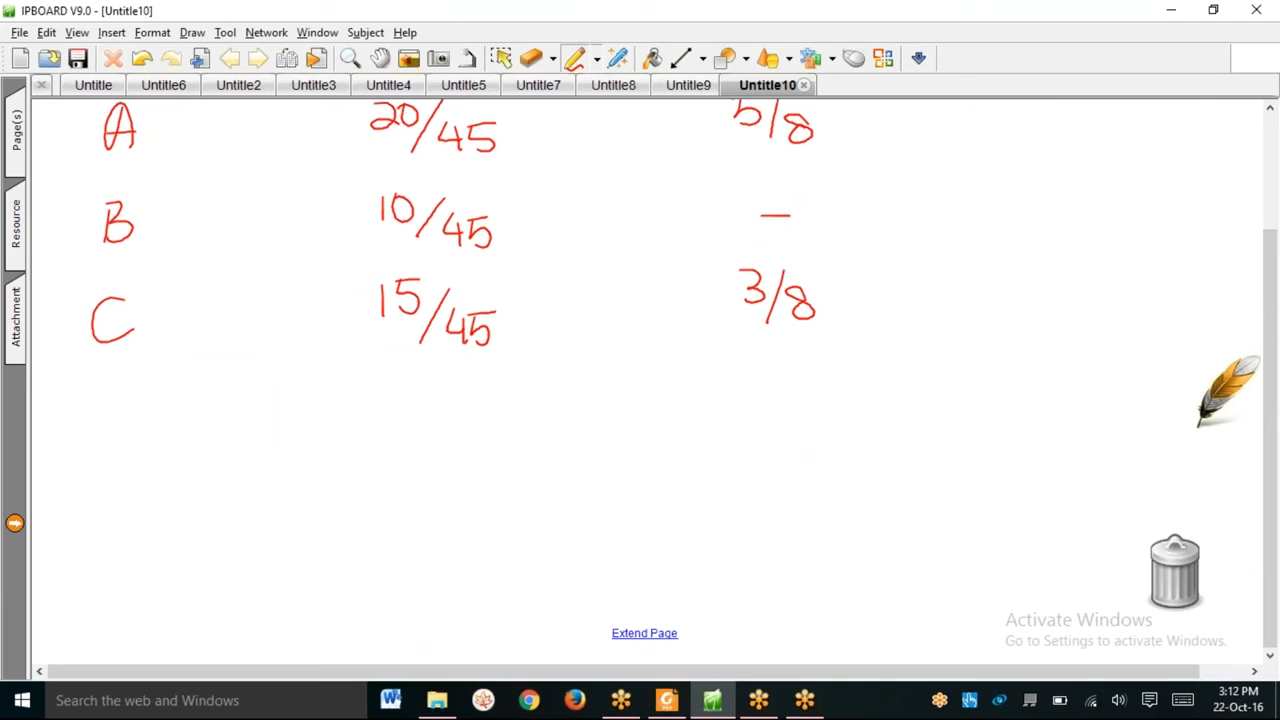 IPBOARD V9.0 - [Untitle10]
File Edit View Insert Format Draw Tool Network Window Subject Help
Untitle Untitle6 Untitle2 Untitle3 Untitle4 Untitle5 Untitle7 Untitle8 Untitle9 Untitle10
Page(s)
Resource
Attachment
A 20/45 5/8
B 10/45 —
C 15/45 3/8
Extend Page
Activate Windows
Go to Settings to activate Windows.
Search the web and Windows
3:12 PM
22-Oct-16